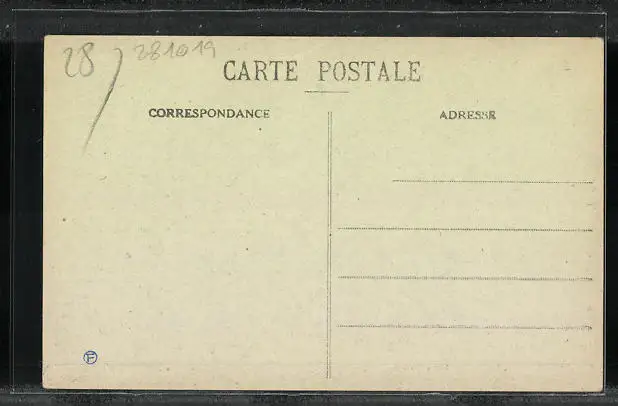 28/ 281019
CARTE POSTALE
CORRESPONDANCE
ADRESSE
F